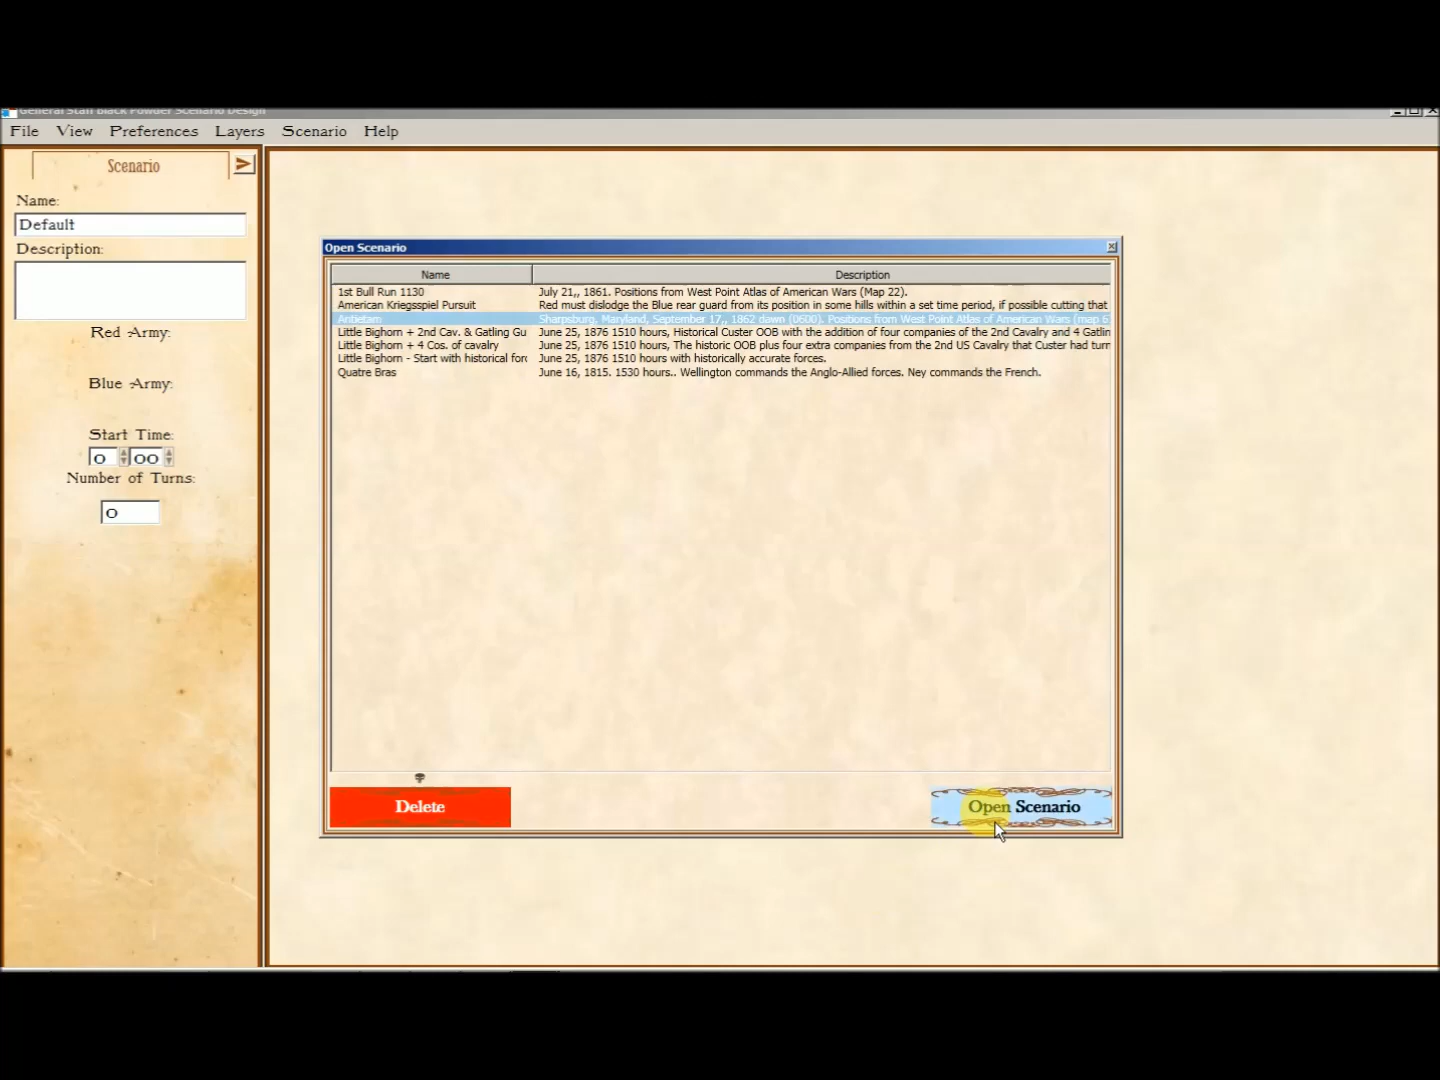 General Staff Black Powder Scenario Design
File View Preferences Layers Scenario Help
Scenario
Name:
Default
Description:
Red Army:
Blue Army:
Start Time:
0 00
Number of Turns:
0
Open Scenario
Name Description
1st Bull Run 1130 July 21,, 1861. Positions from West Point Atlas of American Wars (Map 22).
American Kriegsspiel Pursuit Red must dislodge the Blue rear guard from its position in some hills within a set time period, if possible cutting that
Antietam Sharpsburg, Maryland, September 17,, 1862 dawn (0600). Positions from West Point Atlas of American Wars (map 6
Little Bighorn + 2nd Cav. & Gatling Gu June 25, 1876 1510 hours, Historical Custer OOB with the addition of four companies of the 2nd Cavalry and 4 Gatlin
Little Bighorn + 4 Cos. of cavalry June 25, 1876 1510 hours, The historic OOB plus four extra companies from the 2nd US Cavalry that Custer had turn
Little Bighorn - Start with historical forc June 25, 1876 1510 hours with historically accurate forces.
Quatre Bras June 16, 1815. 1530 hours.. Wellington commands the Anglo-Allied forces. Ney commands the French.
Delete Open Scenario